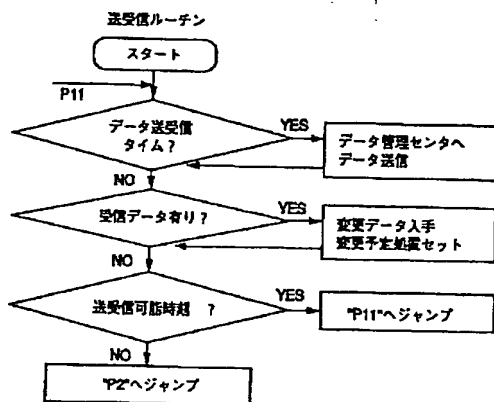 送受信ルーチン
スタート
P11
データ送受信
タイム?
YES
データ管理センタへ
データ送信
NO
受信データ有り?
YES
変更データ入手
変更予定処置セット
NO
送受信可能時
?
YES
"P11"へジャンプ
NO
"P2"へジャンプ